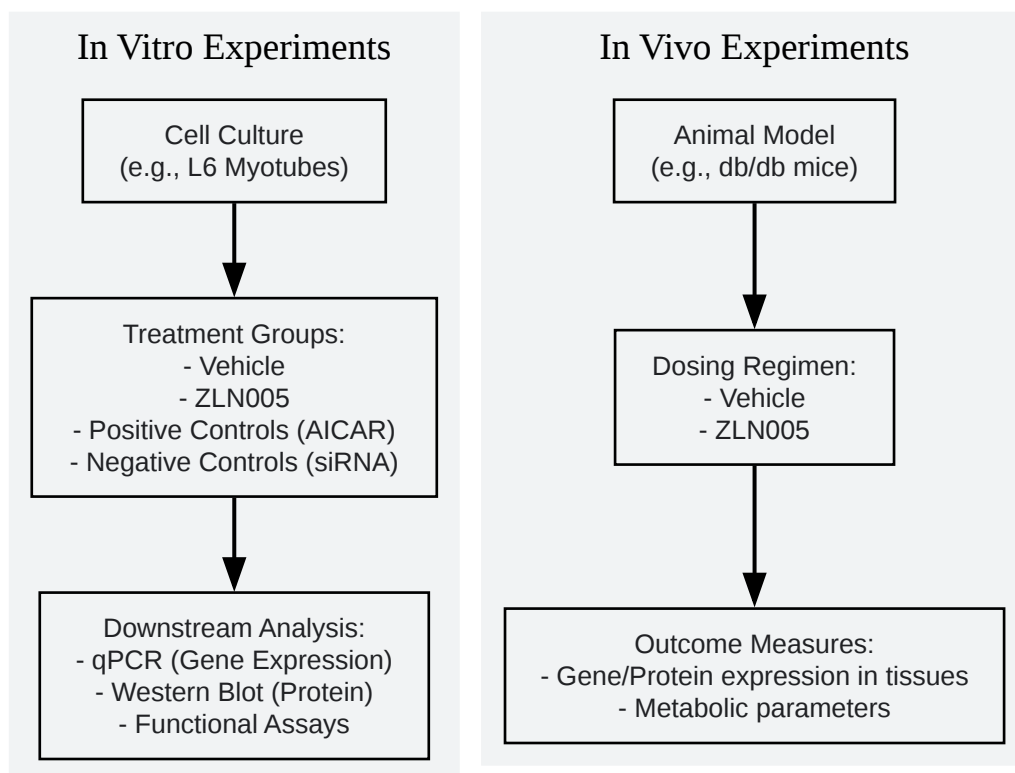 In Vitro Experiments
Cell Culture
(e.g., L6 Myotubes)
Treatment Groups:
- Vehicle
- ZLN005
- Positive Controls (AICAR)
- Negative Controls (siRNA)
Downstream Analysis:
- qPCR (Gene Expression)
- Western Blot (Protein)
- Functional Assays
In Vivo Experiments
Animal Model
(e.g., db/db mice)
Dosing Regimen:
- Vehicle
- ZLN005
Outcome Measures:
- Gene/Protein expression in tissues
- Metabolic parameters